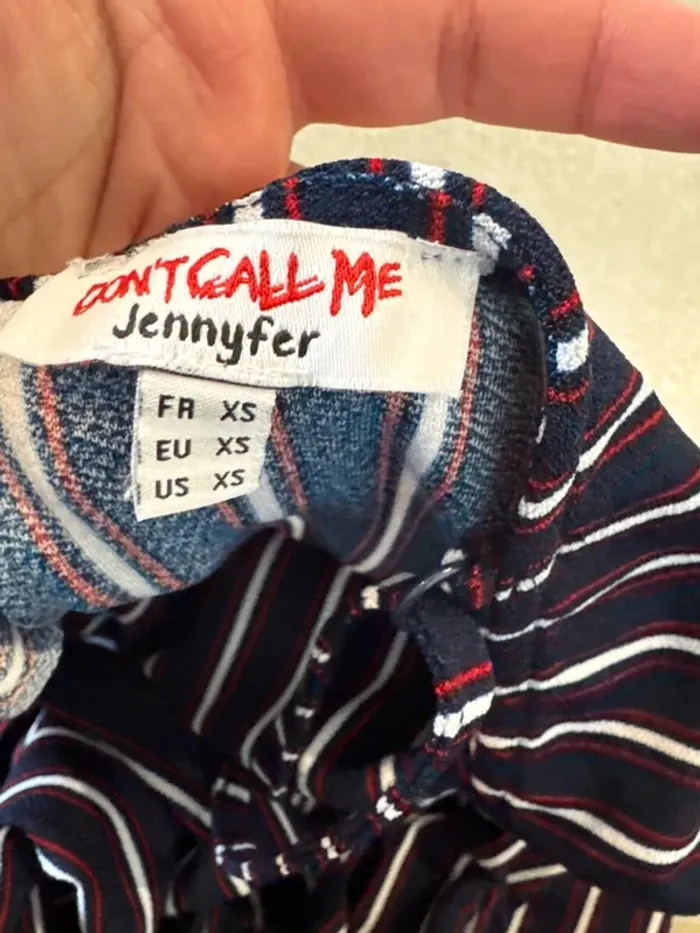 DON'T CALL ME
Jennyfer
FR XS
EU XS
US XS